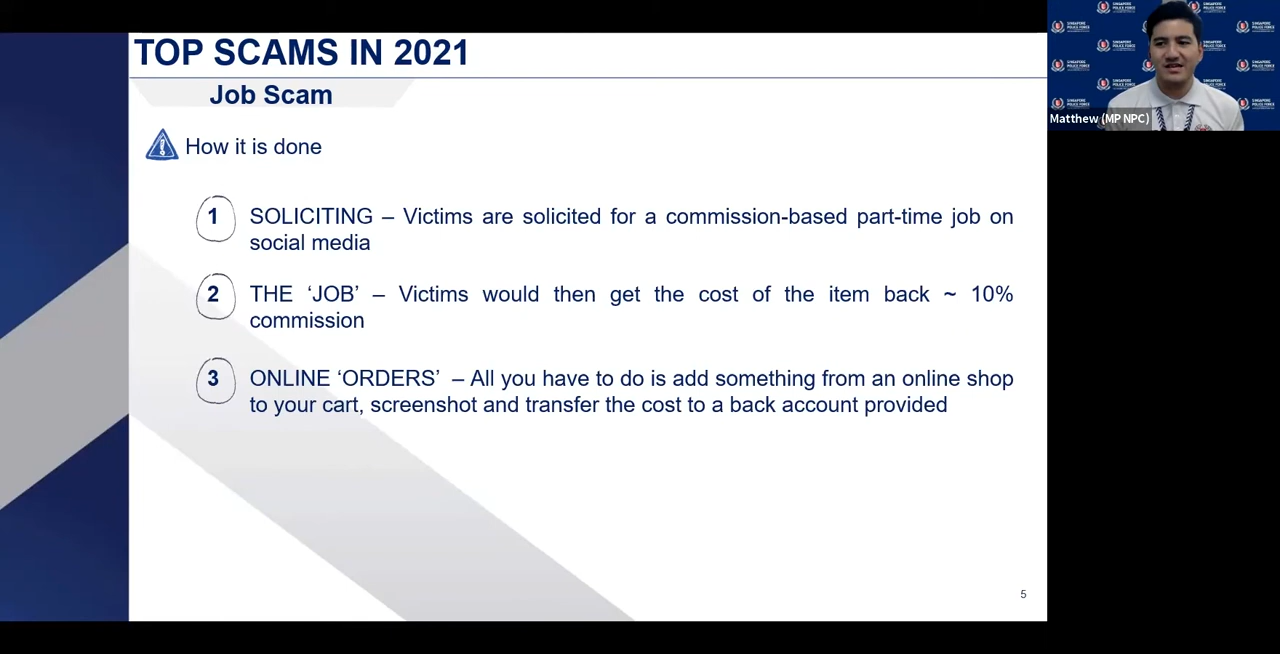 TOP SCAMS IN 2021
Job Scam
How it is done
1
SOLICITING – Victims are solicited for a commission-based part-time job on
social media
2
THE ‘JOB’ – Victims would then get the cost of the item back ~ 10%
commission
3
ONLINE ‘ORDERS’ – All you have to do is add something from an online shop
to your cart, screenshot and transfer the cost to a back account provided
5
SINGAPORE
POLICE FORCE
Matthew (MP NPC)